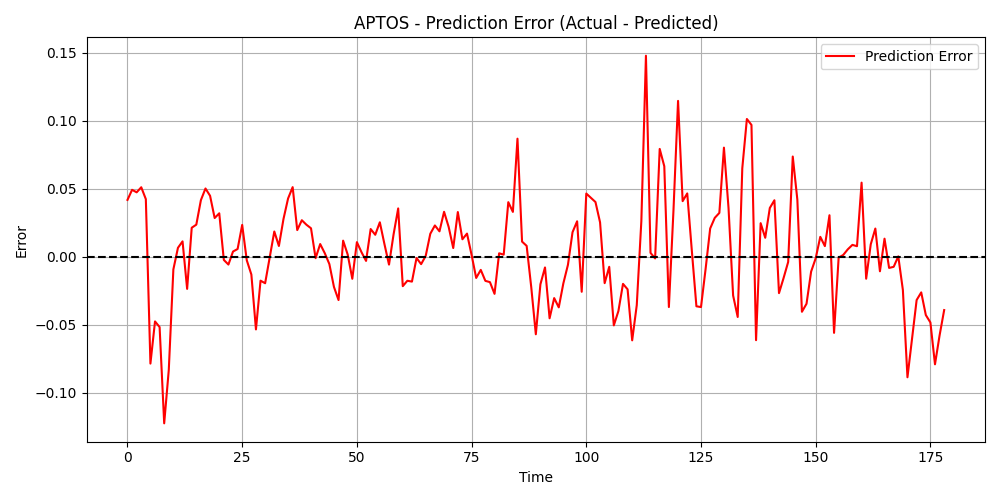 APTOS - Prediction Error (Actual - Predicted)
Prediction Error
0.15
0.10
0.05
0.00
−0.05
−0.10
Error
0 25 50 75 100 125 150 175
Time